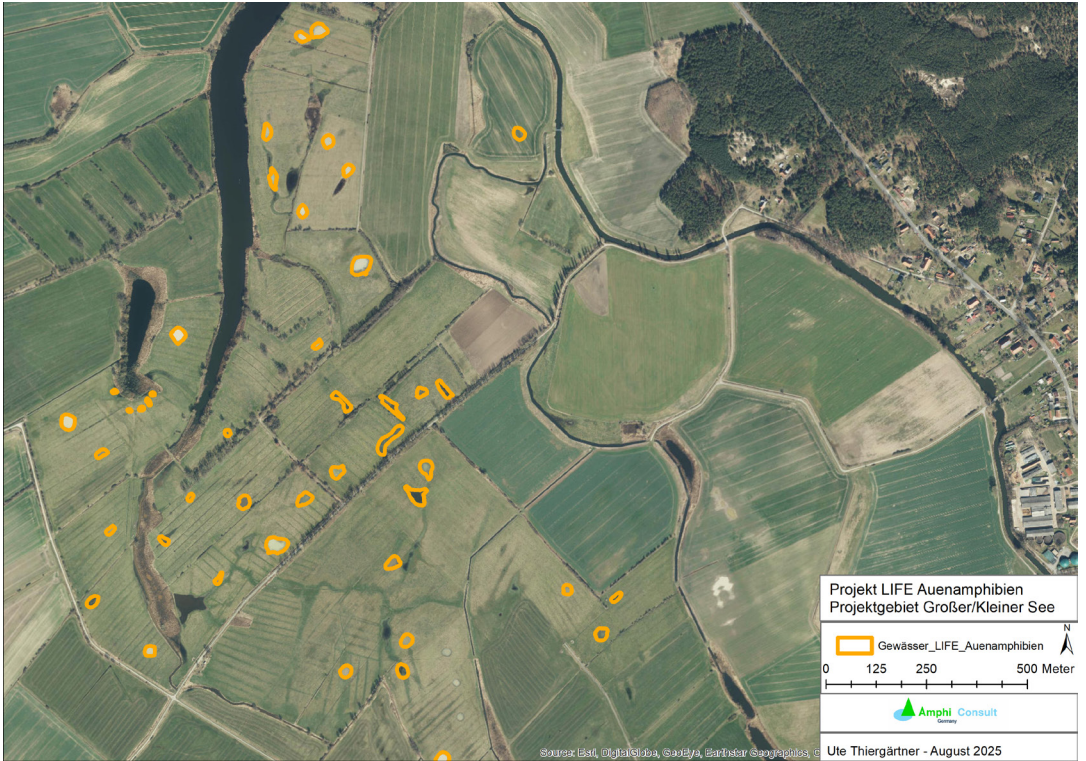 Projekt LIFE Auenamphibien
Projektgebiet Großer/Kleiner See
Gewässer_LIFE_Auenamphibien
N
0 125 250 500 Meter
Amphi Consult
Germany
Source: Esri, DigitalGlobe, GeoEye, Earthstar Geographics, C
Ute Thiergärtner - August 2025